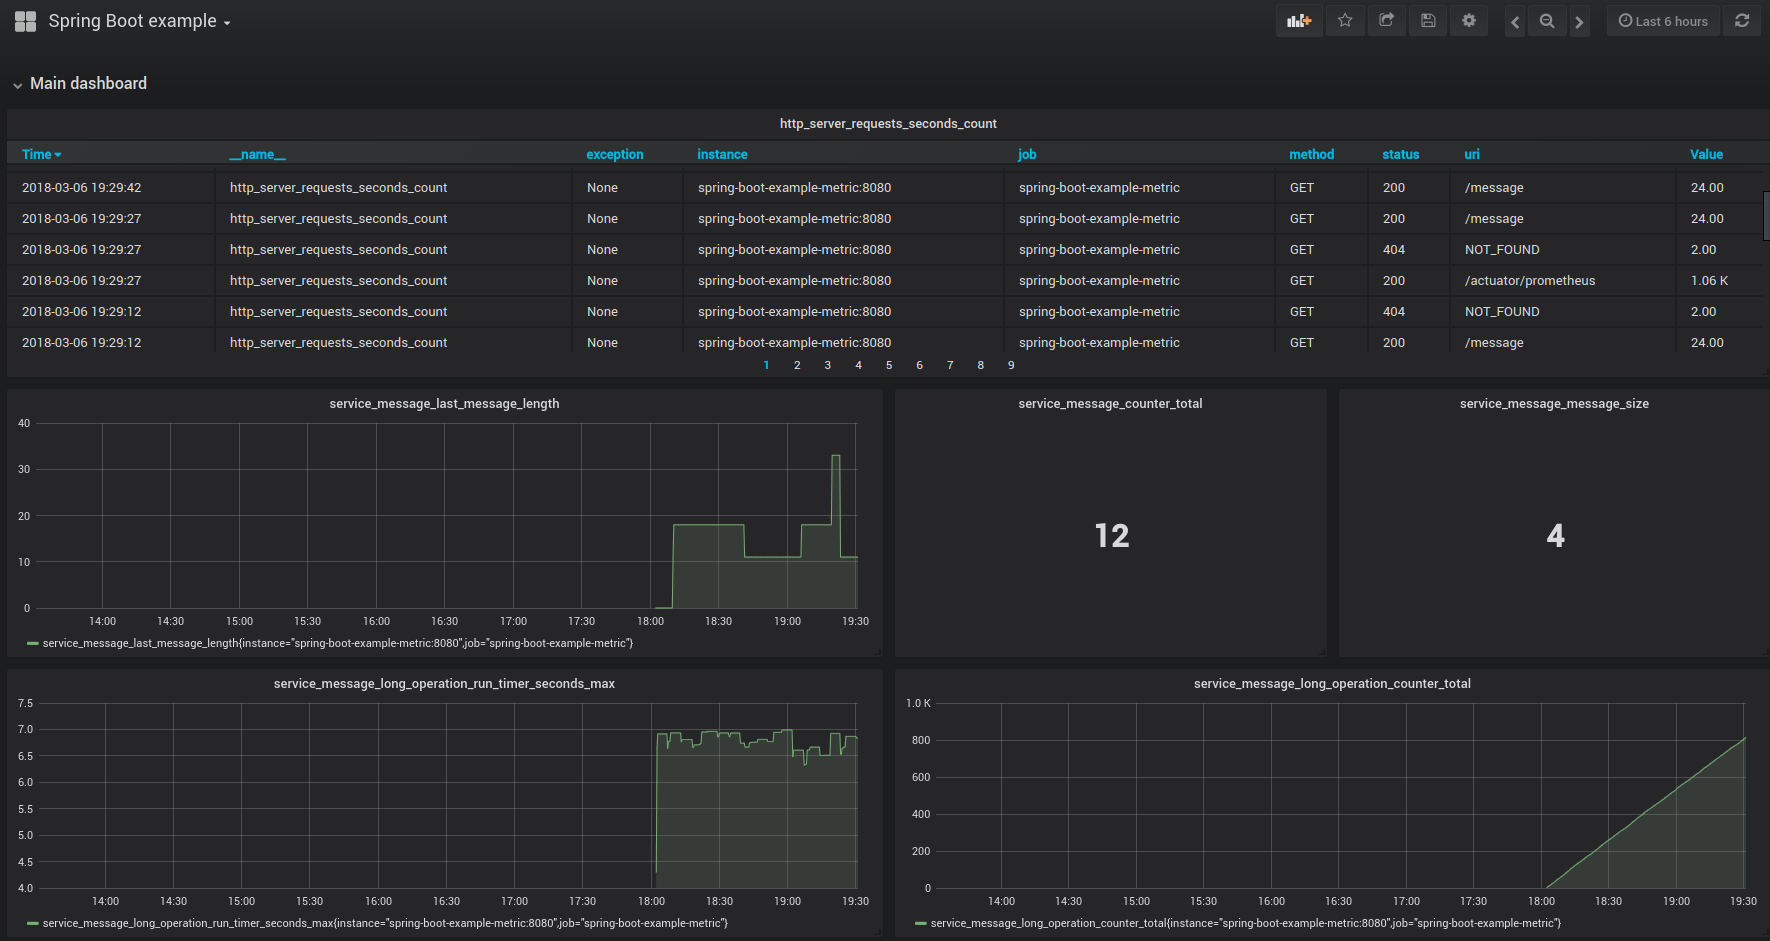 Spring Boot example
Last 6 hours
Main dashboard
http_server_requests_seconds_count
Time __name__ exception instance job method status uri Value
2018-03-06 19:29:42 http_server_requests_seconds_count None spring-boot-example-metric:8080 spring-boot-example-metric GET 200 /message 24.00
2018-03-06 19:29:27 http_server_requests_seconds_count None spring-boot-example-metric:8080 spring-boot-example-metric GET 200 /message 24.00
2018-03-06 19:29:27 http_server_requests_seconds_count None spring-boot-example-metric:8080 spring-boot-example-metric GET 404 NOT_FOUND 2.00
2018-03-06 19:29:27 http_server_requests_seconds_count None spring-boot-example-metric:8080 spring-boot-example-metric GET 200 /actuator/prometheus 1.06 K
2018-03-06 19:29:12 http_server_requests_seconds_count None spring-boot-example-metric:8080 spring-boot-example-metric GET 404 NOT_FOUND 2.00
2018-03-06 19:29:12 http_server_requests_seconds_count None spring-boot-example-metric:8080 spring-boot-example-metric GET 200 /message 24.00
1 2 3 4 5 6 7 8 9
service_message_last_message_length
40
30
20
10
0
14:00 14:30 15:00 15:30 16:00 16:30 17:00 17:30 18:00 18:30 19:00 19:30
service_message_last_message_length{instance="spring-boot-example-metric:8080",job="spring-boot-example-metric"}
service_message_counter_total
12
service_message_message_size
4
service_message_long_operation_run_timer_seconds_max
7.5
7.0
6.5
6.0
5.5
5.0
4.5
4.0
14:00 14:30 15:00 15:30 16:00 16:30 17:00 17:30 18:00 18:30 19:00 19:30
service_message_long_operation_run_timer_seconds_max{instance="spring-boot-example-metric:8080",job="spring-boot-example-metric"}
service_message_long_operation_counter_total
1.0 K
800
600
400
200
0
14:00 14:30 15:00 15:30 16:00 16:30 17:00 17:30 18:00 18:30 19:00 19:30
service_message_long_operation_counter_total{instance="spring-boot-example-metric:8080",job="spring-boot-example-metric"}